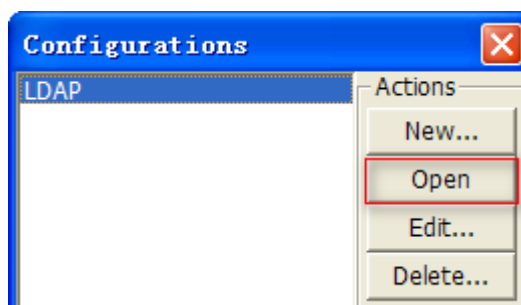 Configurations
LDAP
Actions
New...
Open
Edit...
Delete...